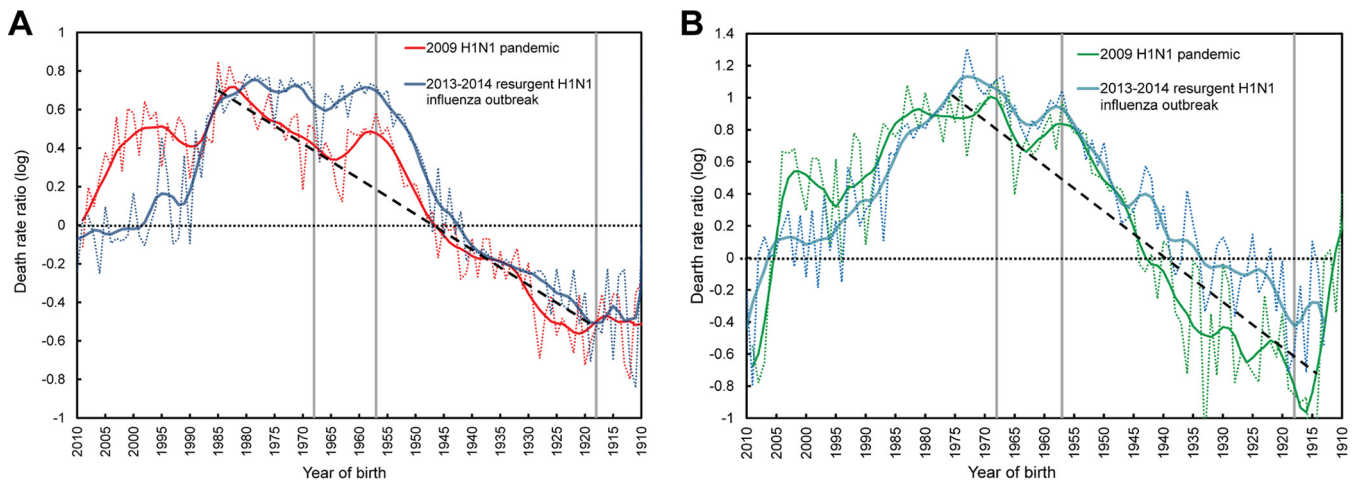 A
1
0.8
0.6
0.4
0.2
0
-0.2
-0.4
-0.6
-0.8
-1
Death rate ratio (log)
2009 H1N1 pandemic
2013-2014 resurgent H1N1
influenza outbreak
2010 2005 2000 1995 1990 1985 1980 1975 1970 1965 1960 1955 1950 1945 1940 1935 1930 1925 1920 1915 1910
Year of birth
B
1.4
1.2
1.0
0.8
0.6
0.4
0.2
0
-0.2
-0.4
-0.6
-0.8
-1
Dearth rate ratio (log)
2009 H1N1 pandemic
2013-2014 resurgent H1N1
influenza outbreak
2010 2005 2000 1995 1990 1985 1980 1975 1970 1965 1960 1955 1950 1945 1940 1935 1930 1925 1920 1915 1910
Year of birth